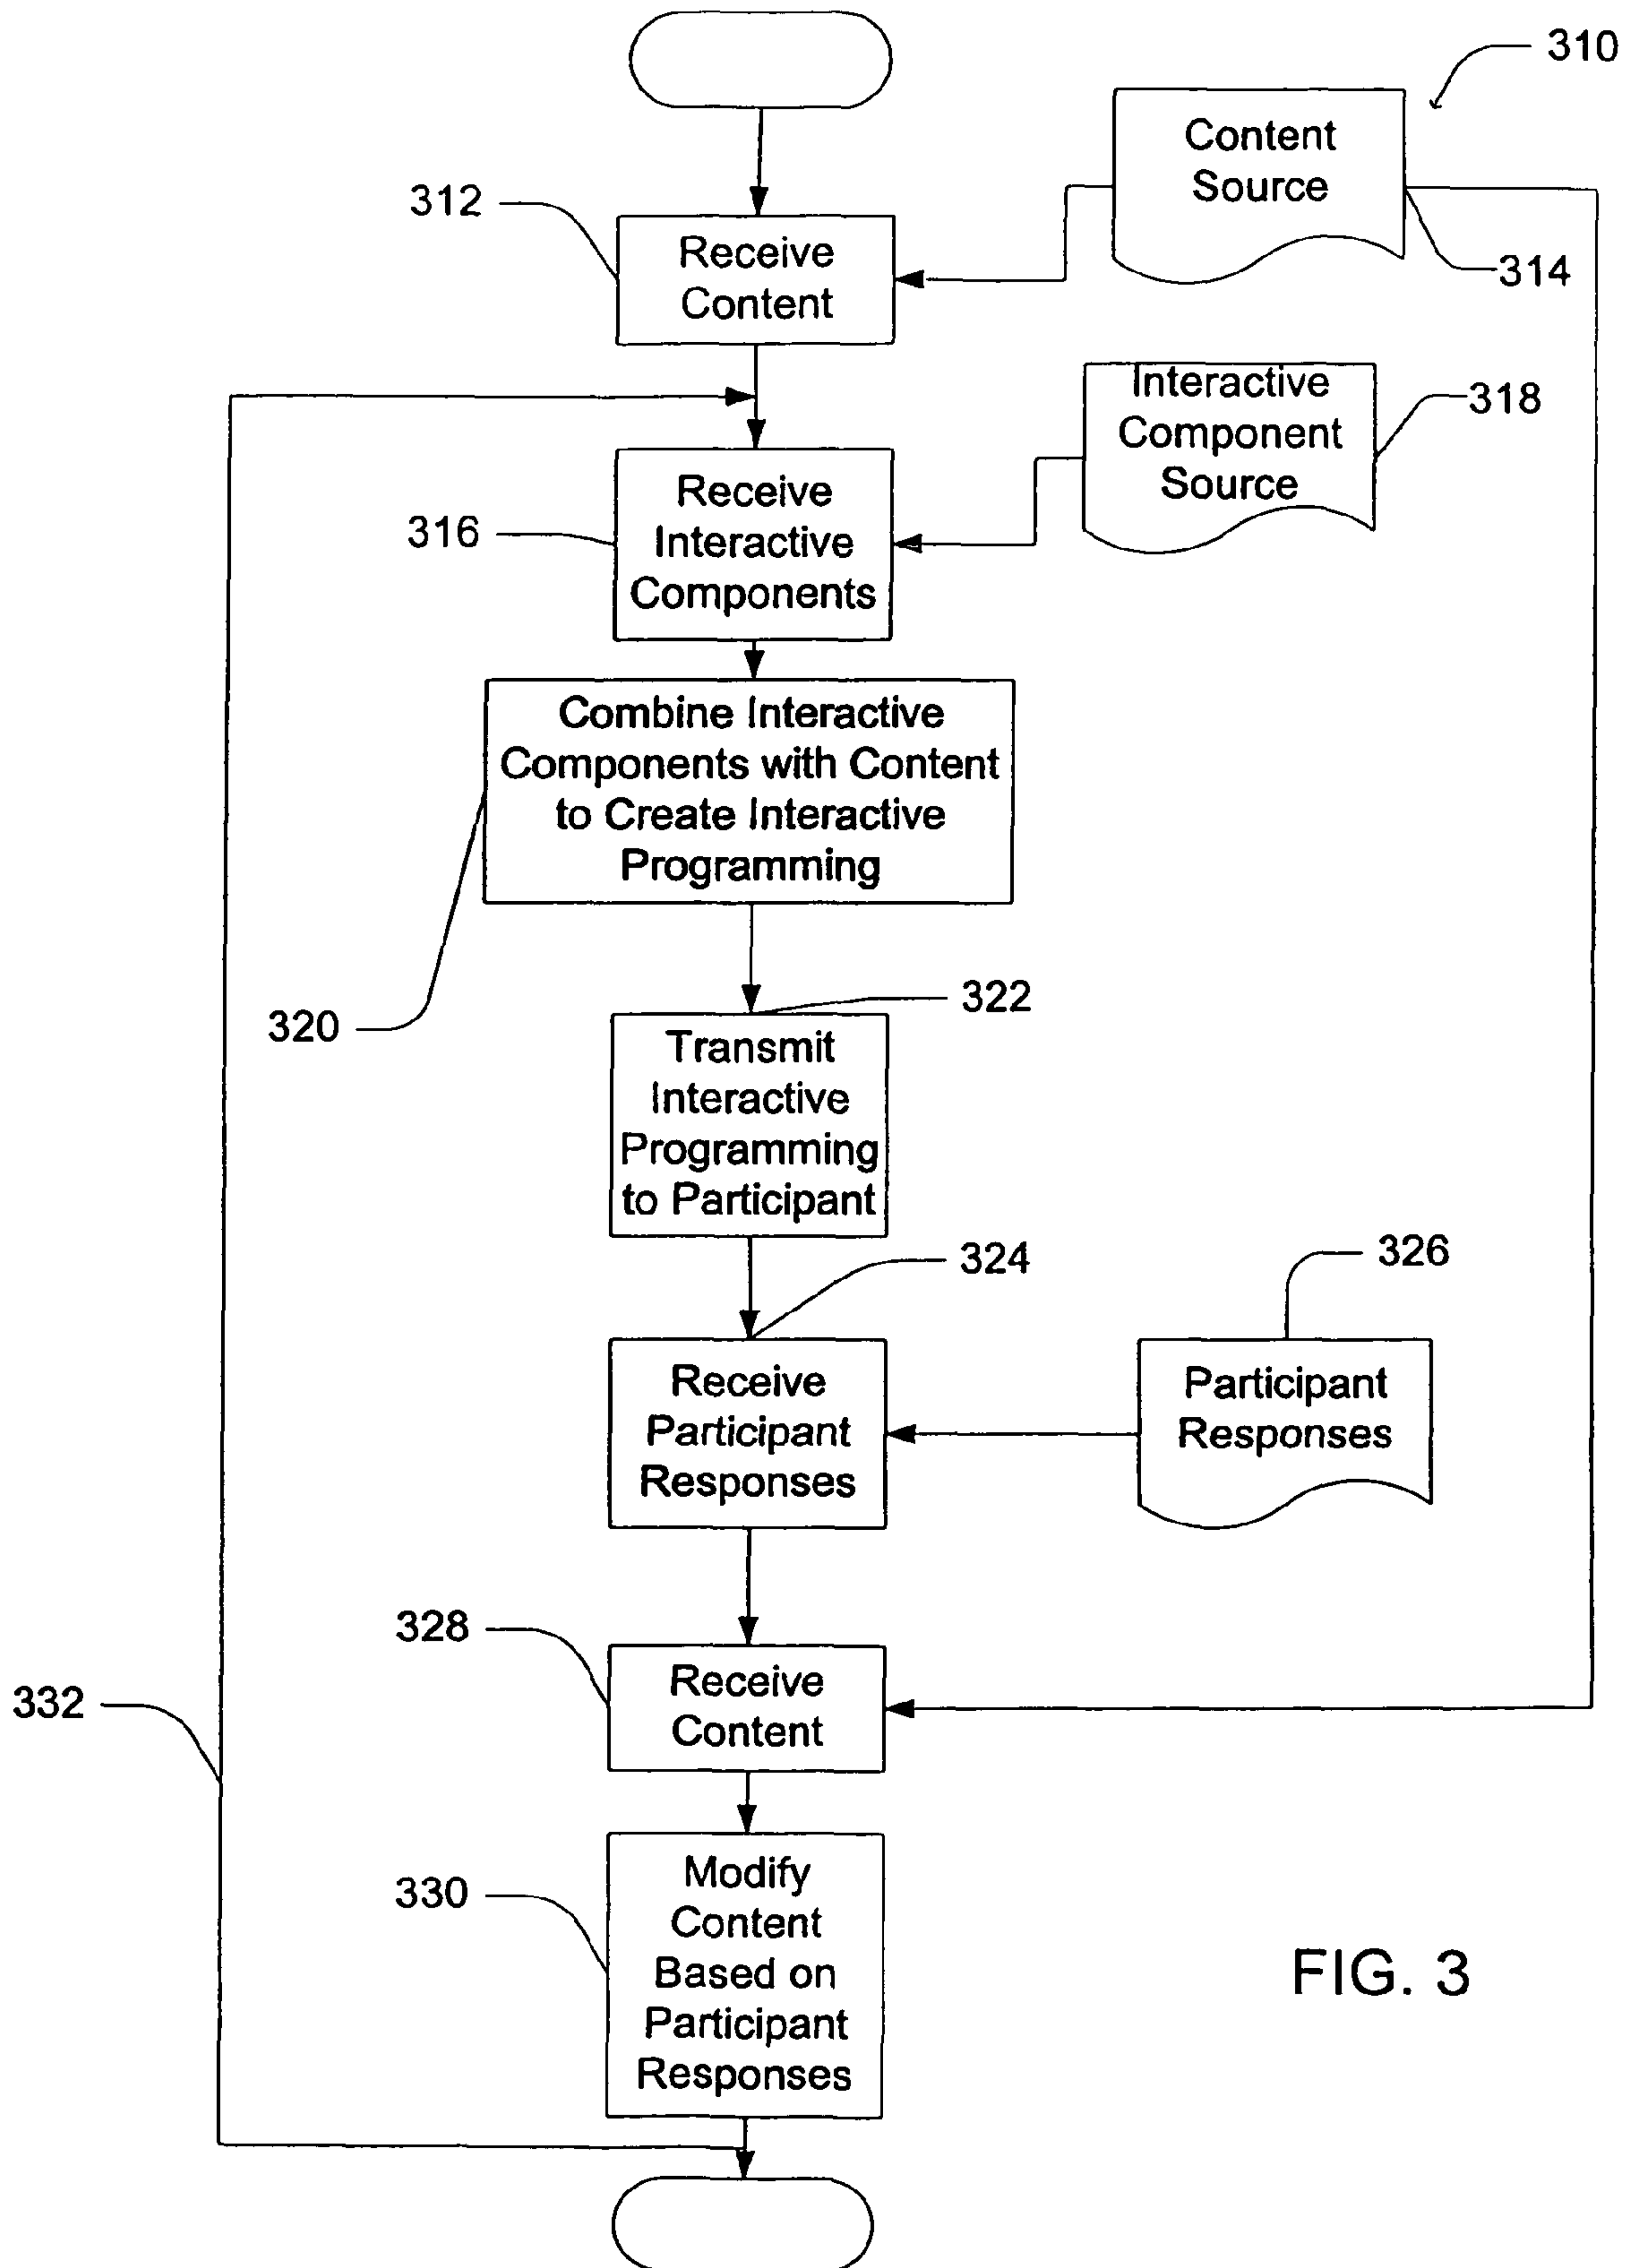 310
Content
Source
314
312
Receive
Content
Interactive
Component
Source
318
316
Receive
Interactive
Components
Combine Interactive
Components with Content
to Create Interactive
Programming
320
322
Transmit
Interactive
Programming
to Participant
324
326
Receive
Participant
Responses
Participant
Responses
328
Receive
Content
332
330
Modify
Content
Based on
Participant
Responses
FIG. 3